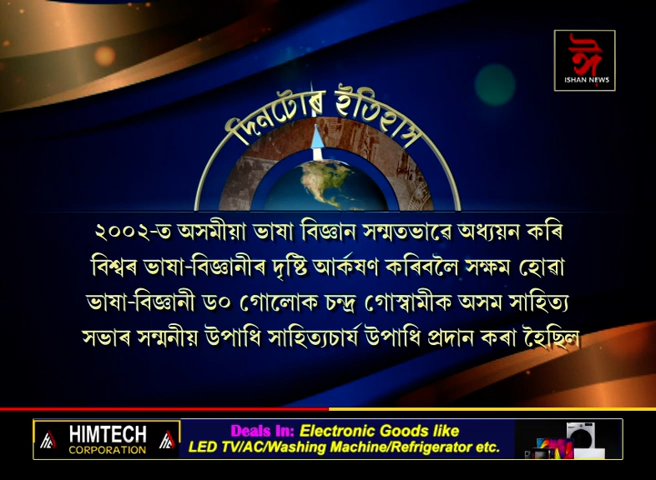 ঈ
ISHAN NEWS
দিনটোৰ ইতিহাস
২০০২-ত অসমীয়া ভাষা বিজ্ঞান সন্মতভাৱে অধ্যয়ন কৰি
বিশ্বৰ ভাষা-বিজ্ঞানীৰ দৃষ্টি আৰ্কষণ কৰিবলৈ সক্ষম হোৱা
ভাষা-বিজ্ঞানী ড০ গোলোক চন্দ্ৰ গোস্বামীক অসম সাহিত্য
সভাৰ সন্মনীয় উপাধি সাহিত্যচাৰ্য উপাধি প্ৰদান কৰা হৈছিল
HIMTECH
CORPORATION
Deals In: Electronic Goods like
LED TV/AC/Washing Machine/Refrigerator etc.